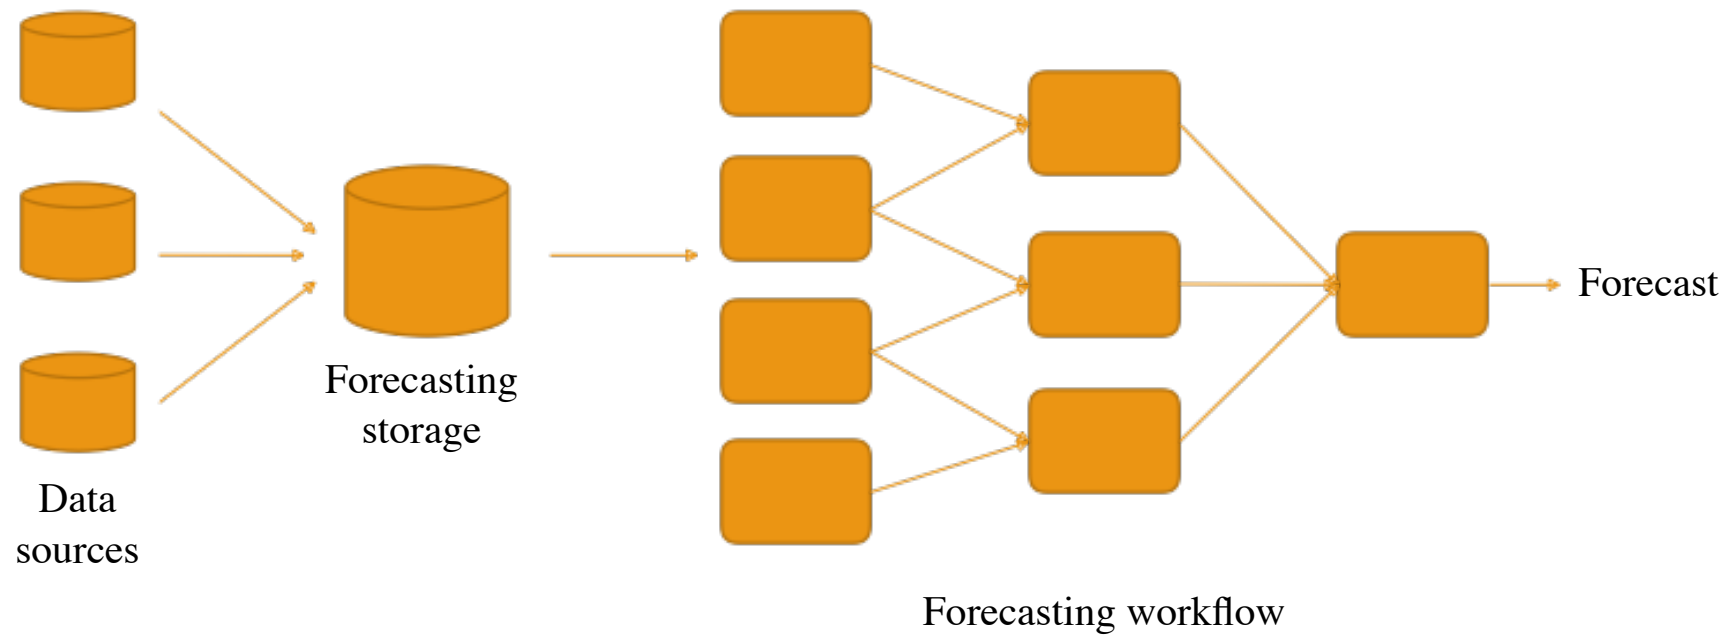 Data
sources
Forecasting
storage
Forecasting workflow
Forecast